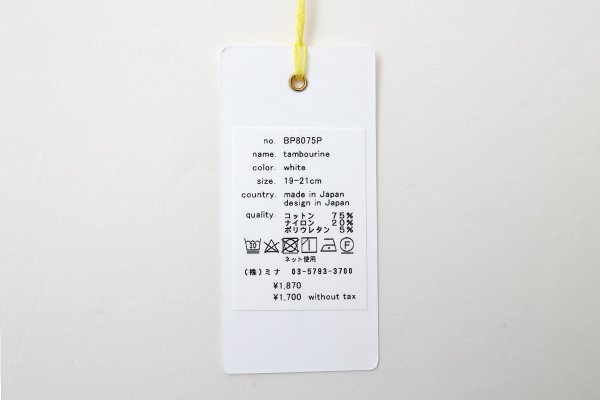 no. BP8075P
name. tambourine
color. white
size. 19-21cm
country. made in Japan
design in Japan
quality. コットン 75%
ナイロン 20%
ポリウレタン 5%
30 F
ネット使用
(株)ミナ 03-5793-3700
¥1,870
¥1,700 without tax